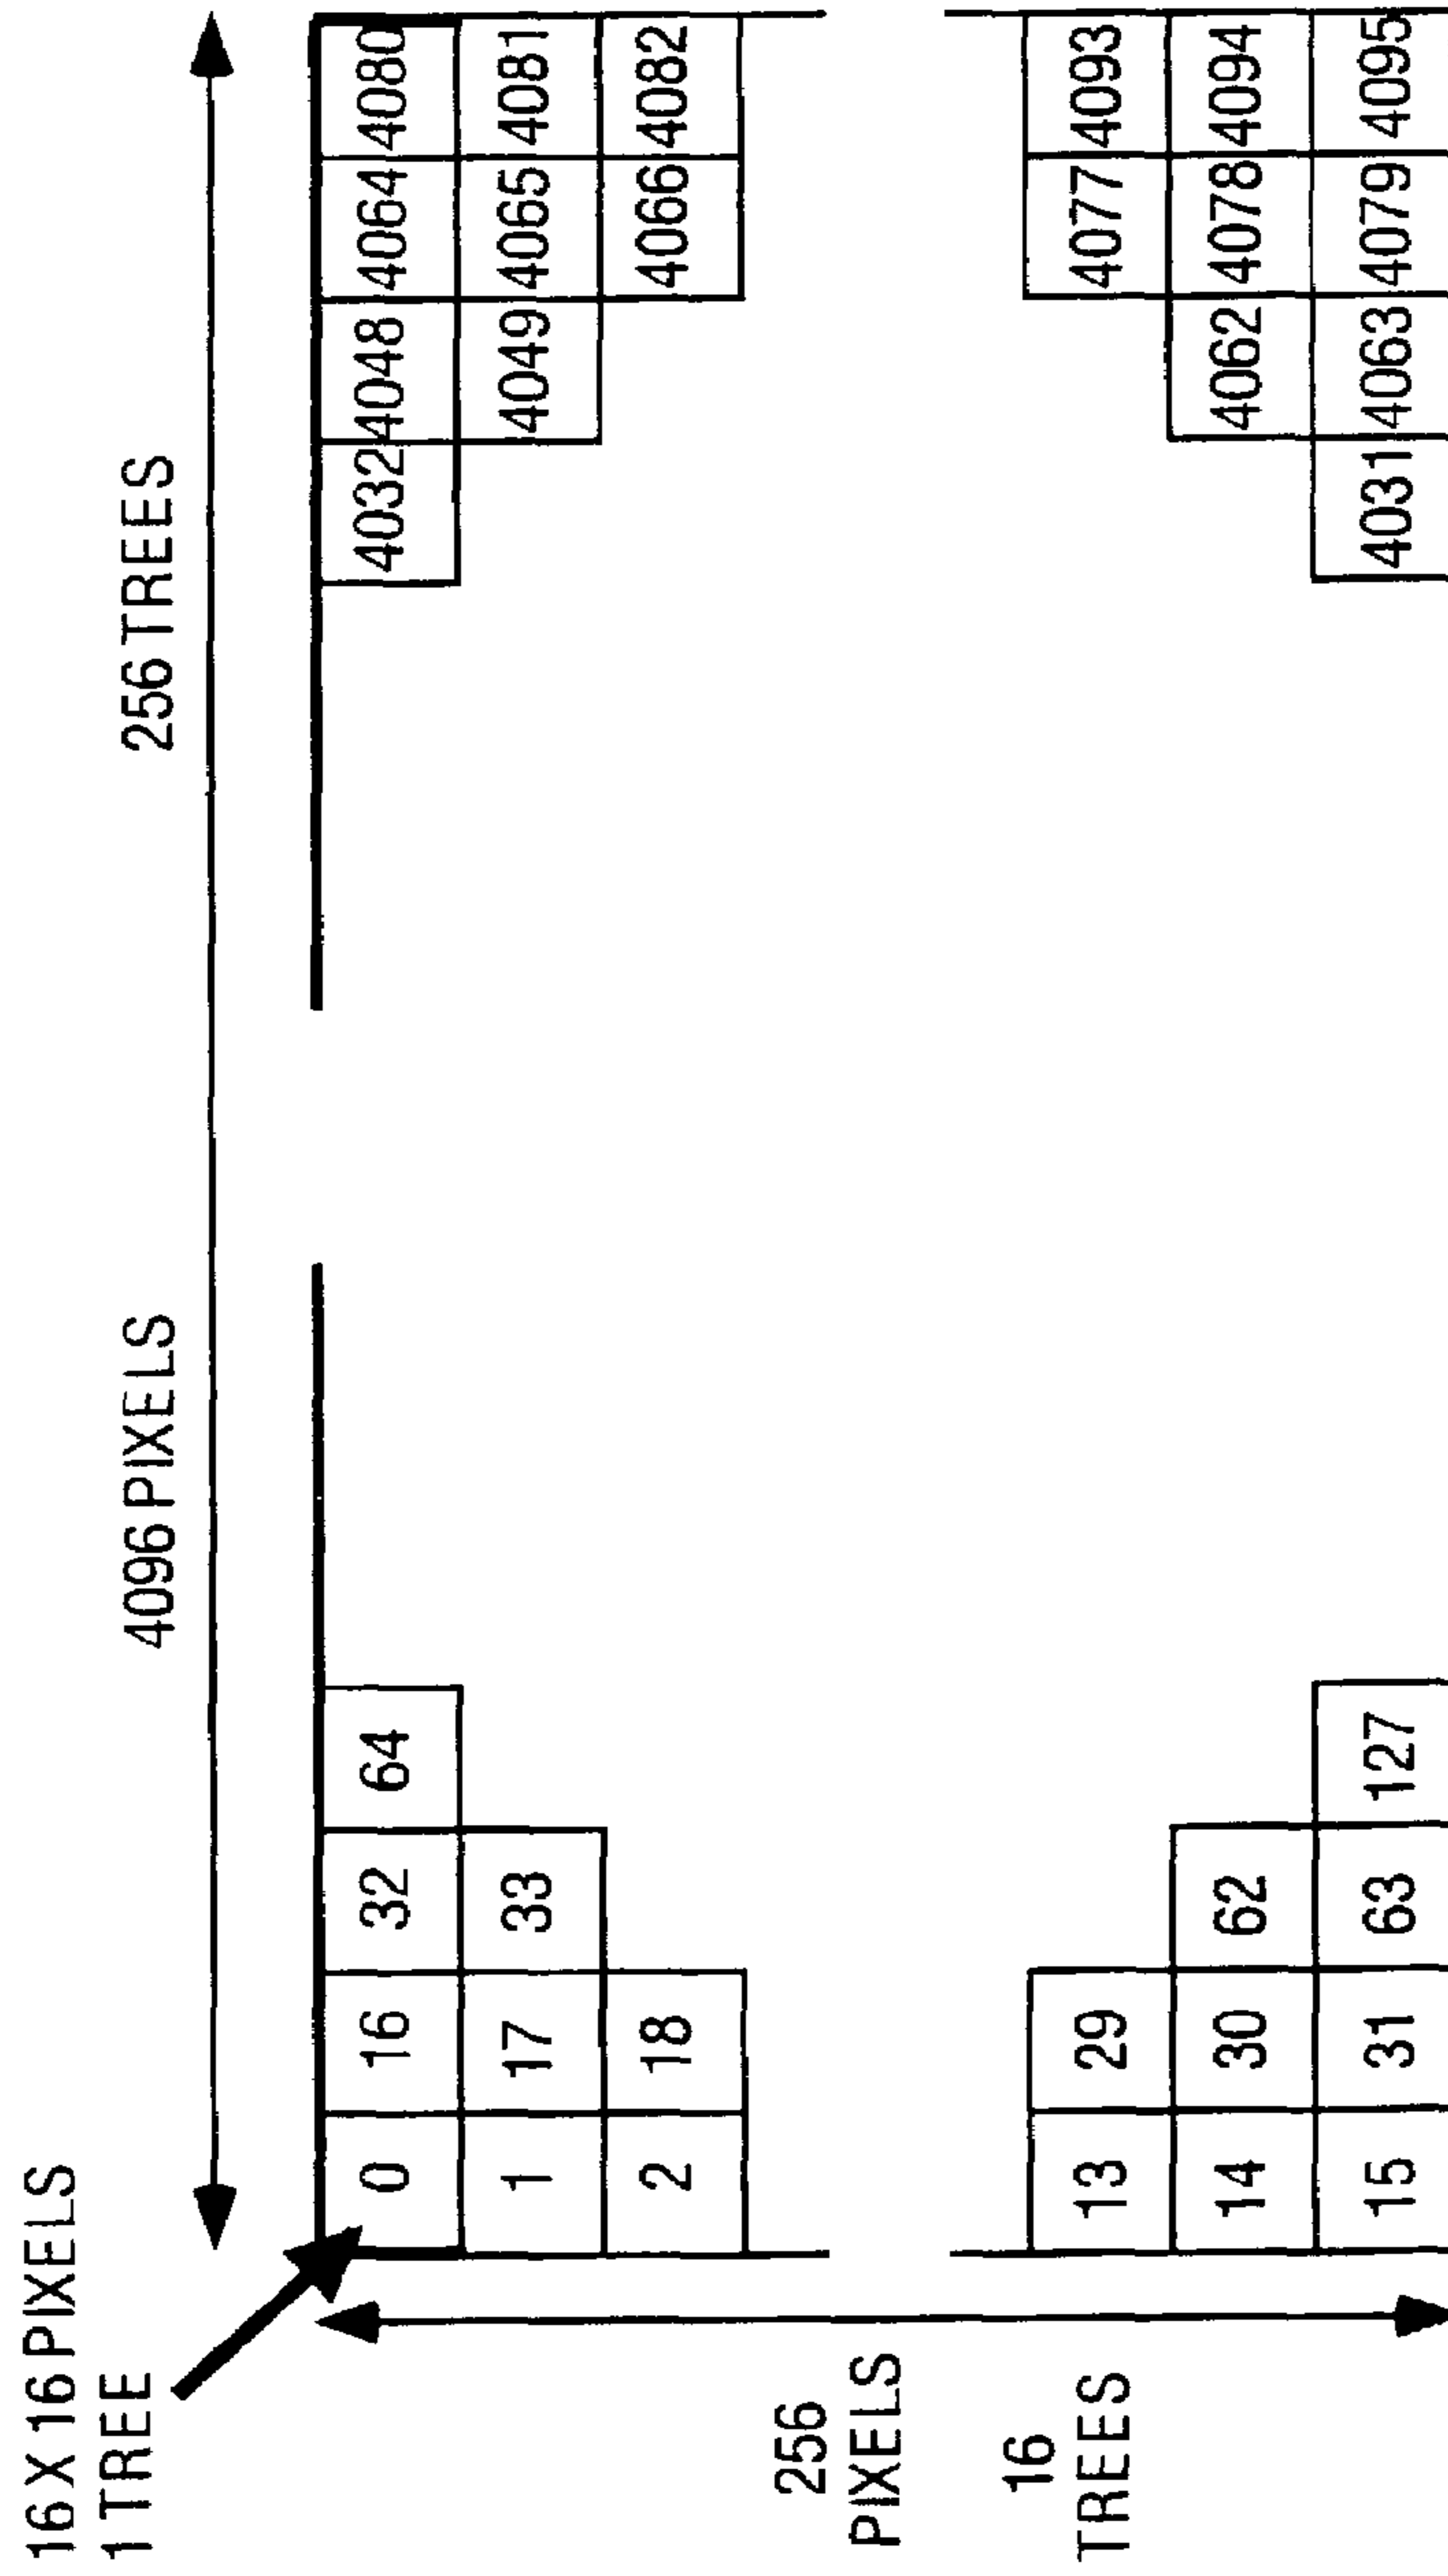 16 X 16 PIXELS
1 TREE
4096 PIXELS
256 TREES
0 16 32 64
4032 4048 4064 4080
1 17 33
4049 4065 4081
2 18
4066 4082
256
PIXELS
16
TREES
13 29
4077 4093
14 30 62
4062 4078 4094
15 31 63 127
4031 4063 4079 4095